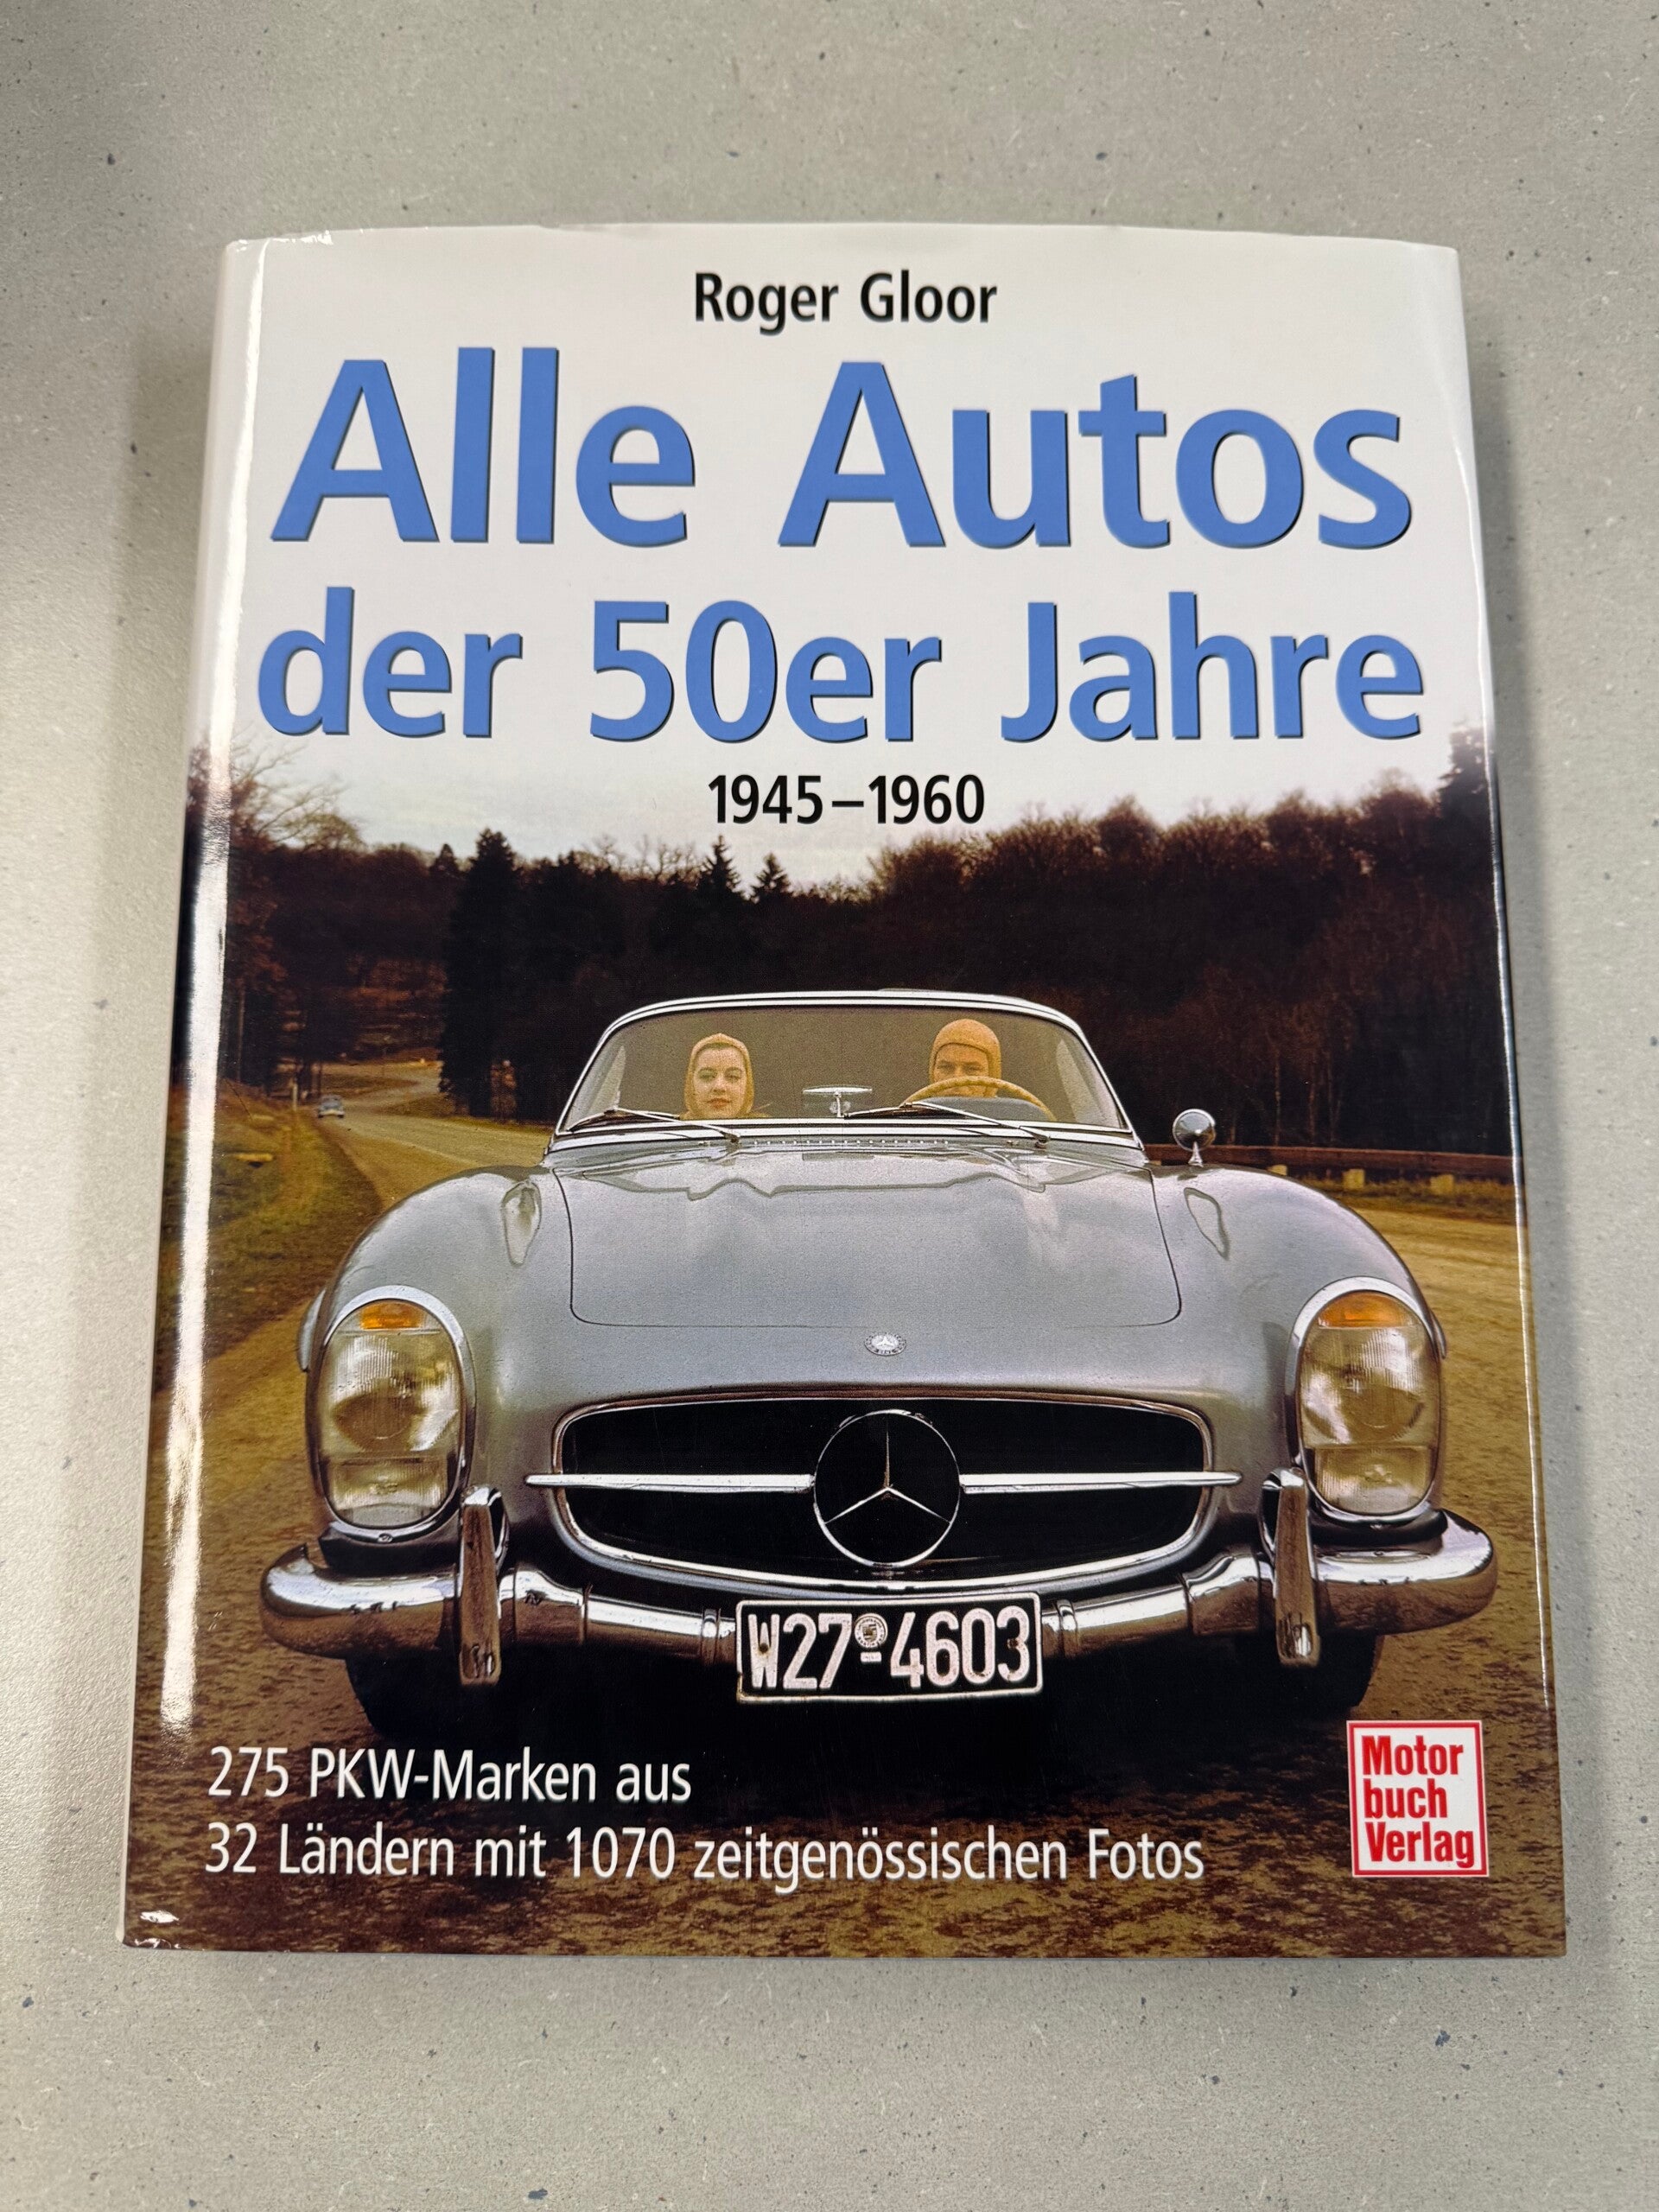 Roger Gloor
Alle Autos
der 50er Jahre
1945–1960
W27 4603
275 PKW-Marken aus
32 Ländern mit 1070 zeitgenössischen Fotos
Motor
buch
Verlag